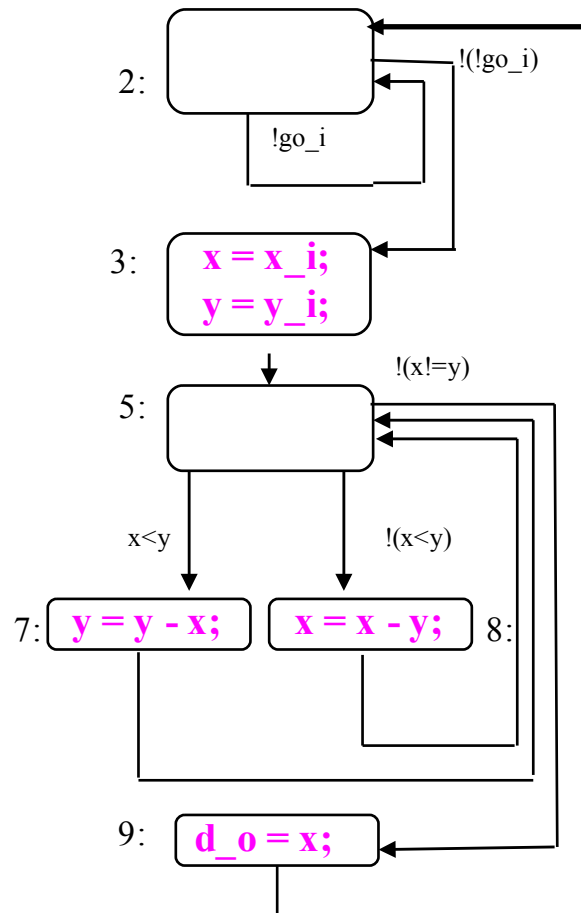 !(!go_i)
2:
!go_i
3:
x = x_i;
y = y_i;
!(x!=y)
5:
x<y
!(x<y)
7:
y = y - x;
x = x - y;
8:
9:
d_o = x;